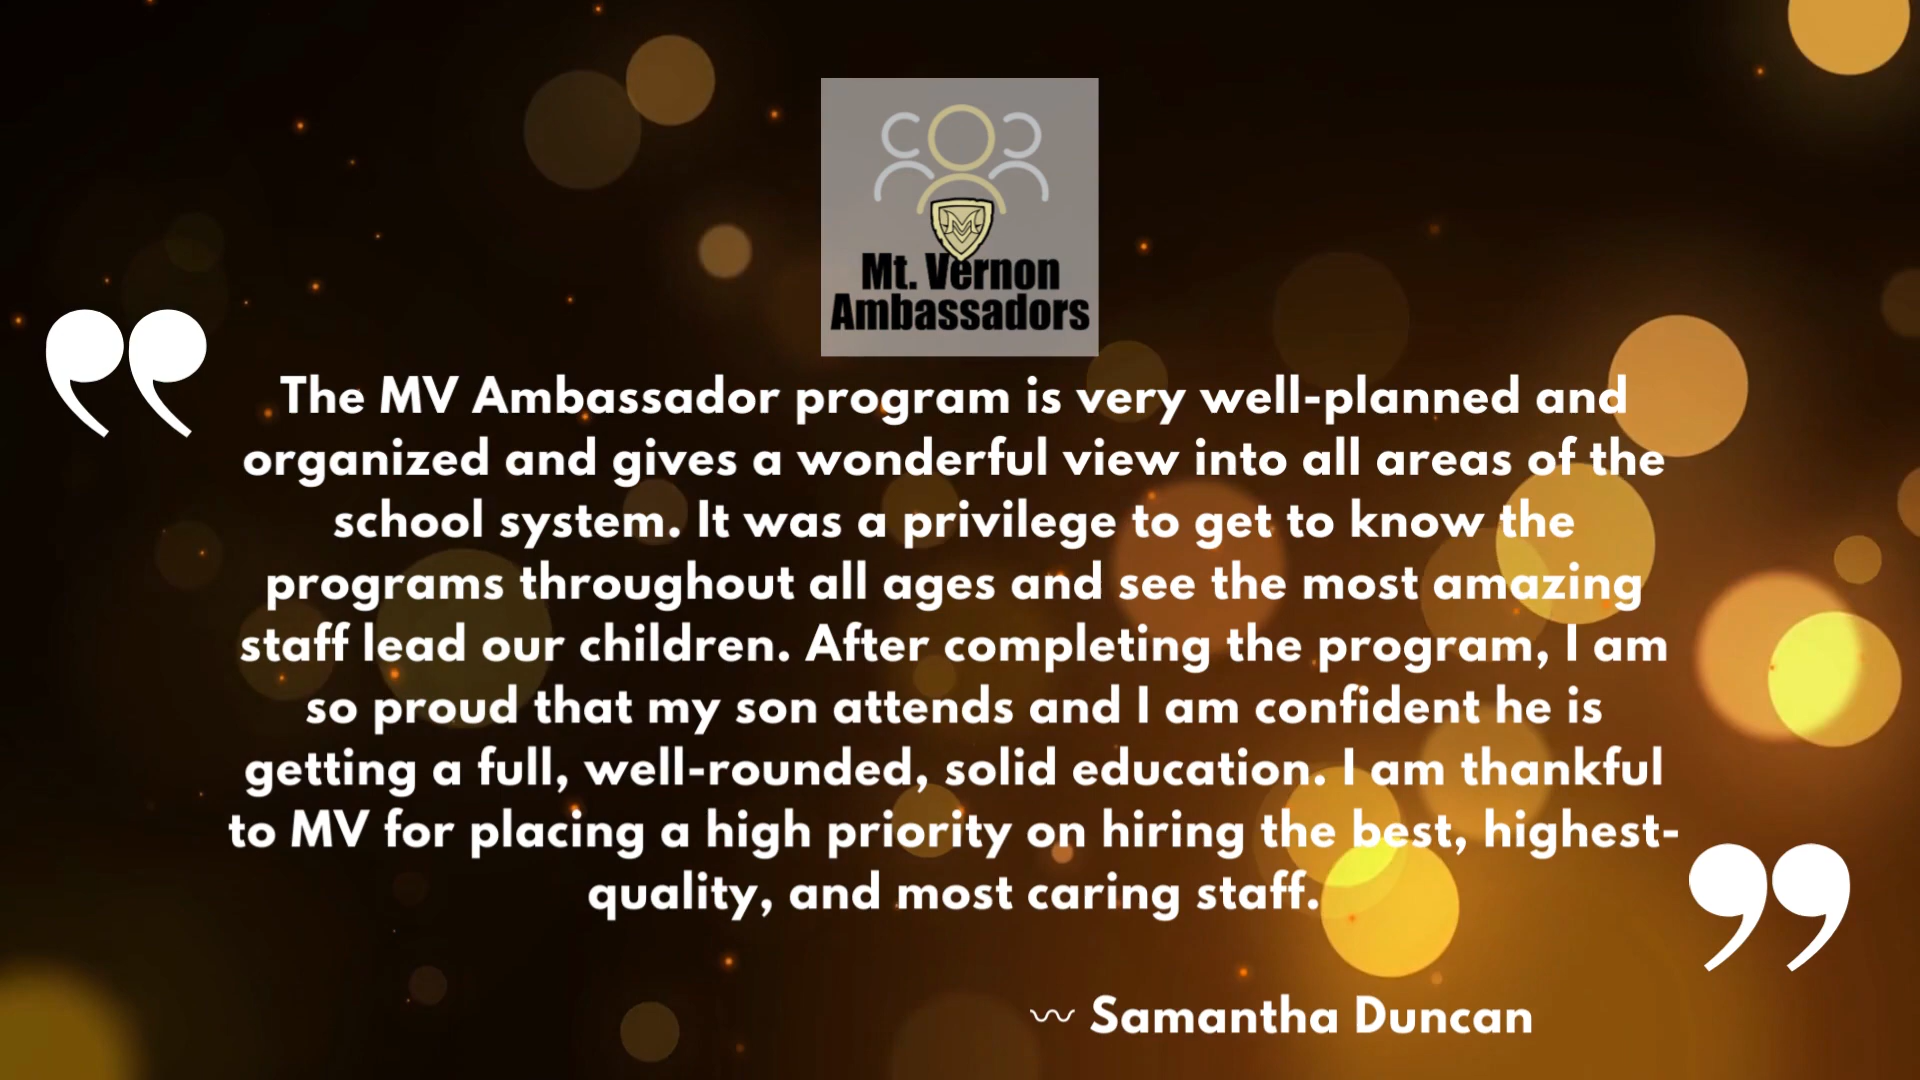 Mt. Vernon
Ambassadors
The MV Ambassador program is very well-planned and
organized and gives a wonderful view into all areas of the
school system. It was a privilege to get to know the
programs throughout all ages and see the most amazing
staff lead our children. After completing the program, I am
so proud that my son attends and I am confident he is
getting a full, well-rounded, solid education. I am thankful
to MV for placing a high priority on hiring the best, highest-
quality, and most caring staff.
〰 Samantha Duncan